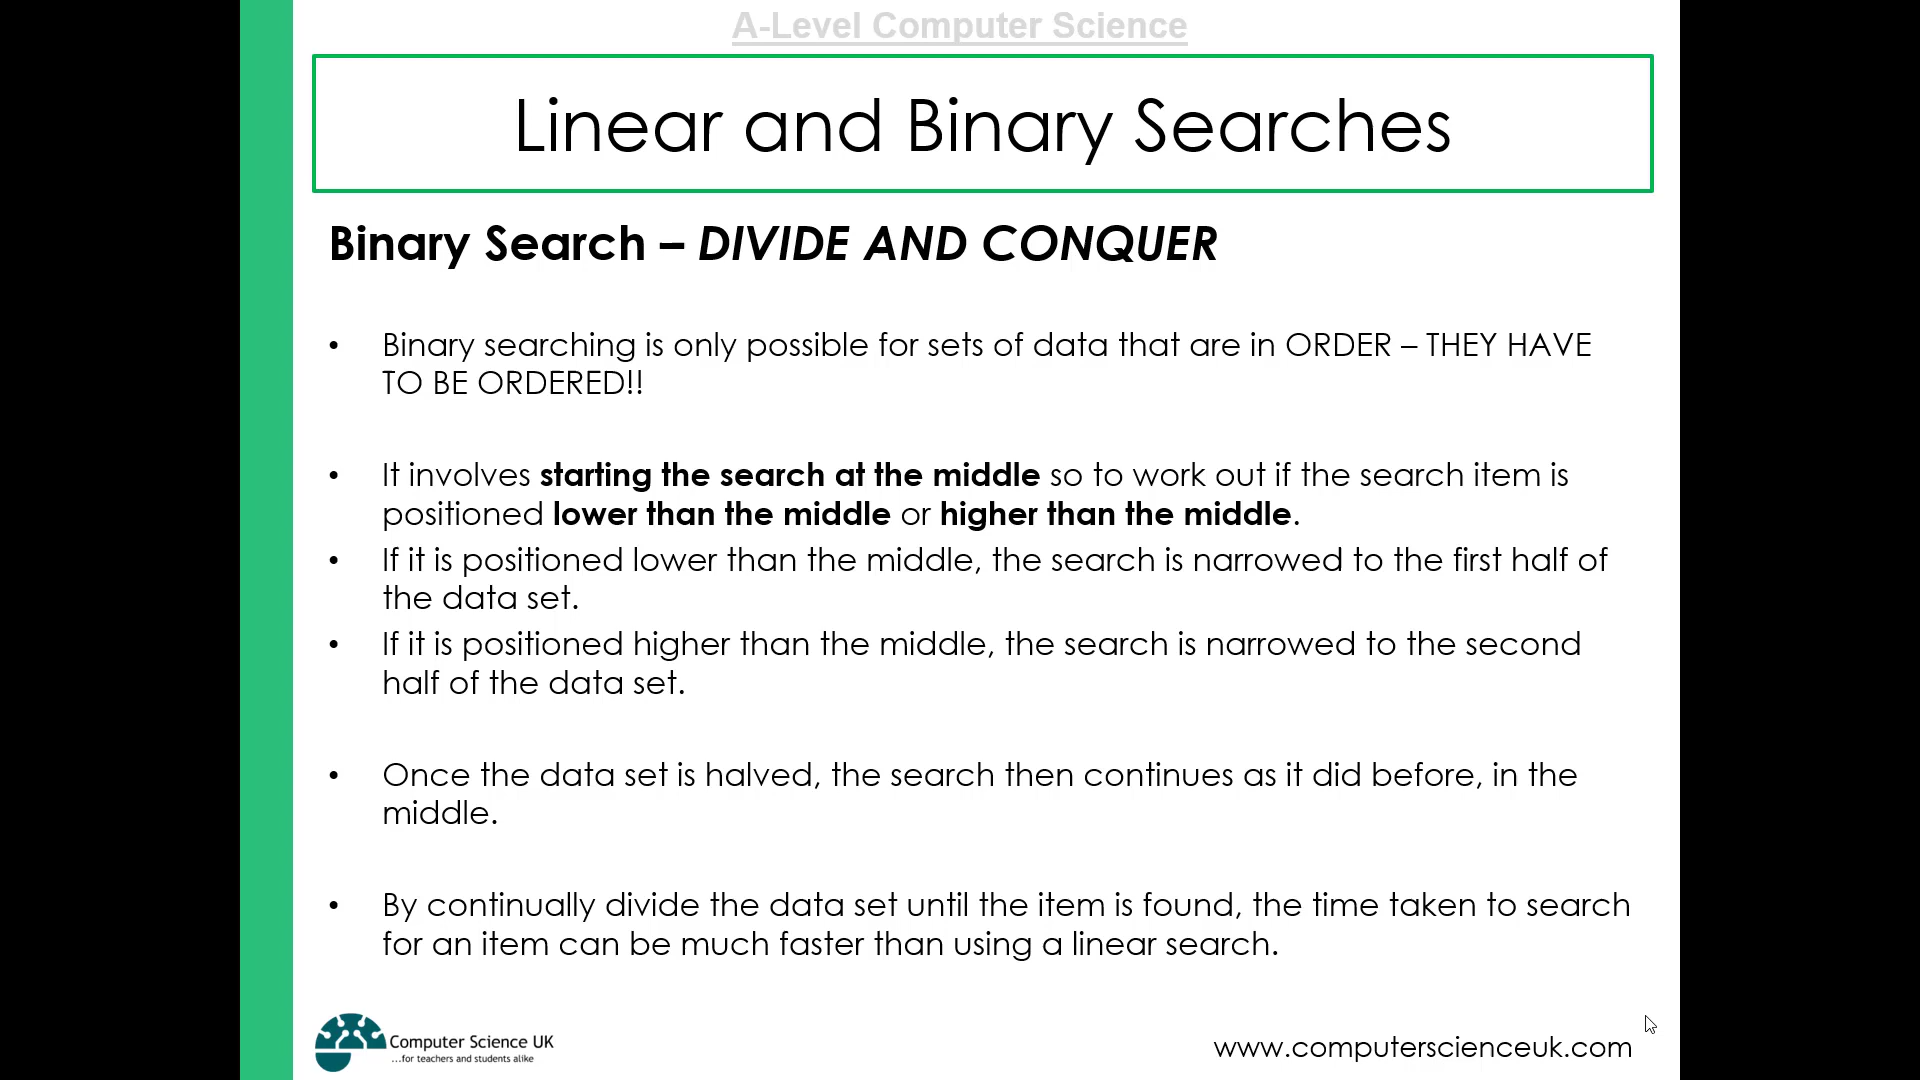 A-Level Computer Science
Linear and Binary Searches
Binary Search – DIVIDE AND CONQUER
• Binary searching is only possible for sets of data that are in ORDER – THEY HAVE
TO BE ORDERED!!
• It involves starting the search at the middle so to work out if the search item is
positioned lower than the middle or higher than the middle.
• If it is positioned lower than the middle, the search is narrowed to the first half of
the data set.
• If it is positioned higher than the middle, the search is narrowed to the second
half of the data set.
• Once the data set is halved, the search then continues as it did before, in the
middle.
• By continually divide the data set until the item is found, the time taken to search
for an item can be much faster than using a linear search.
Computer Science UK
...for teachers and students alike
www.computerscienceuk.com